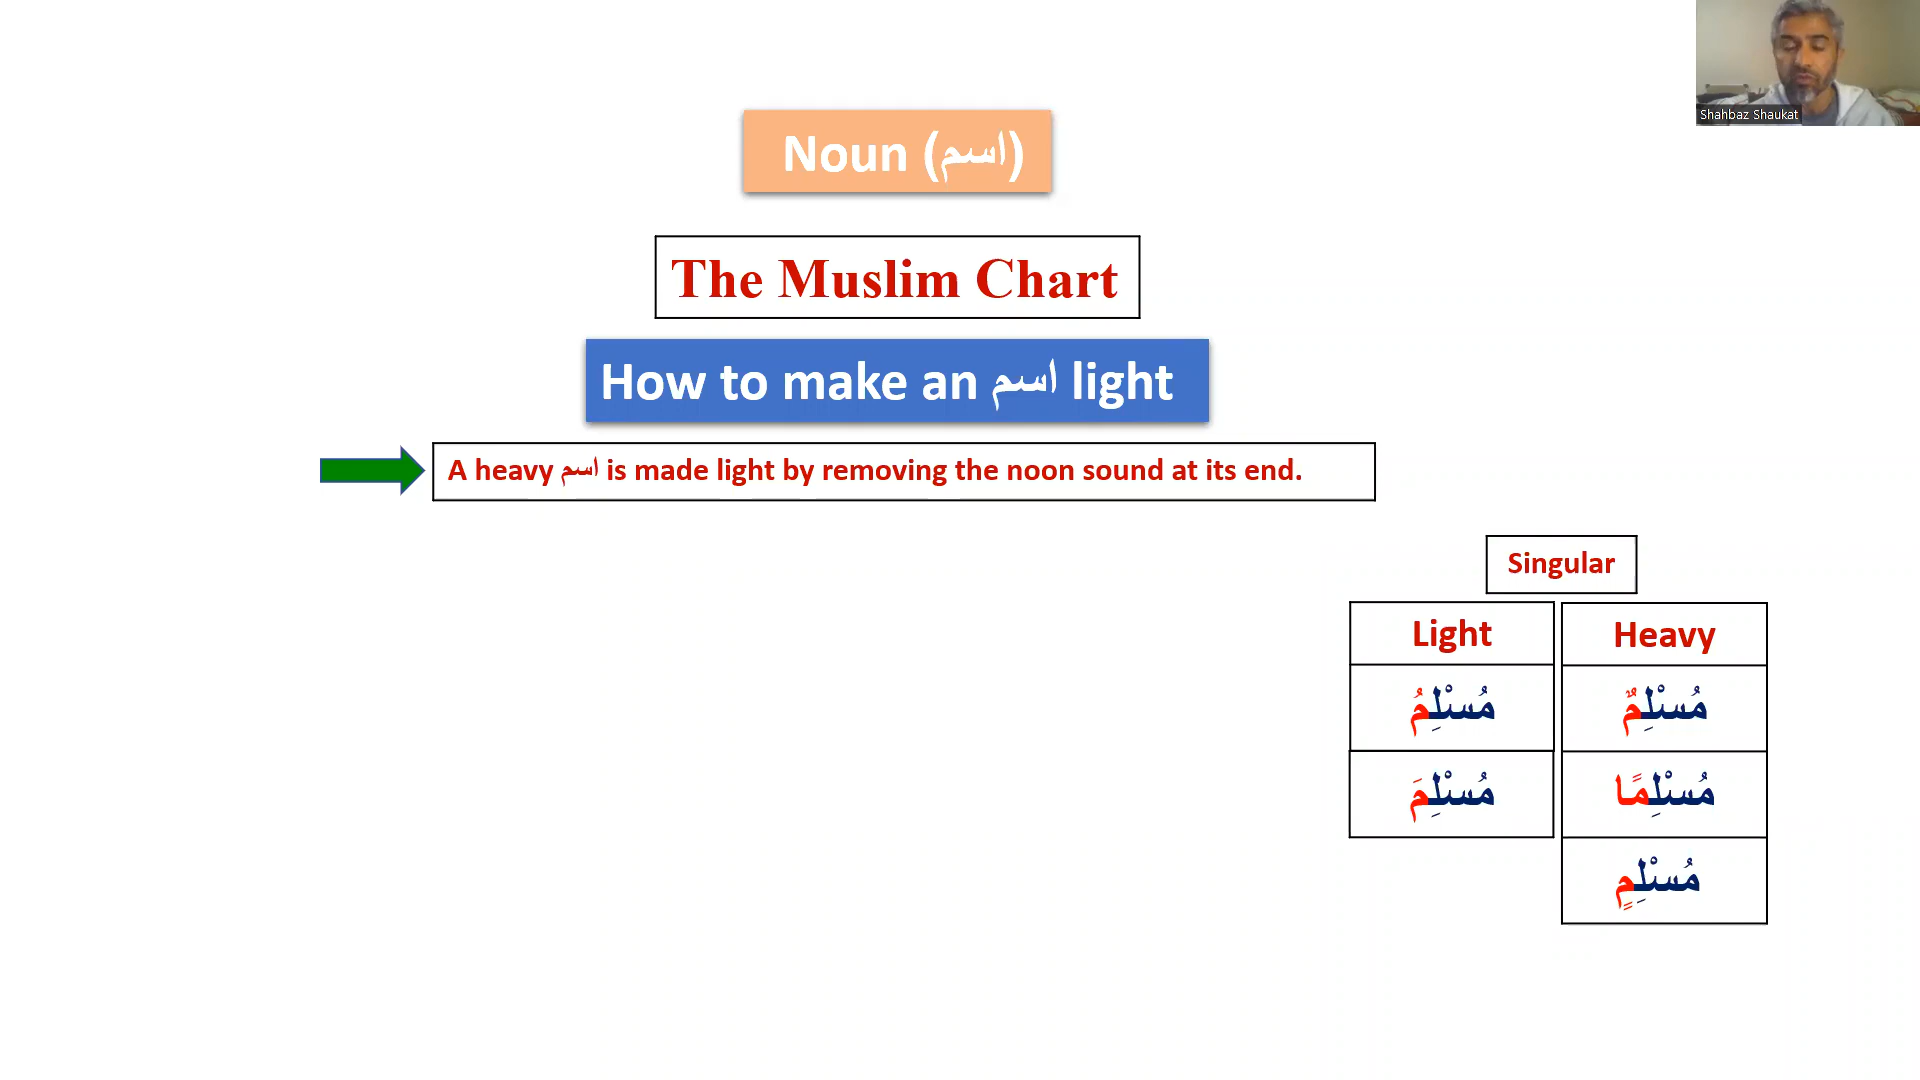 Shahbaz Shaukat
Noun (اسم)
The Muslim Chart
How to make an اسم light
A heavy اسم is made light by removing the noon sound at its end.
Singular
Light Heavy
مُسْلِمُ مُسْلِمٌ
مُسْلِمَ مُسْلِمًا
مُسْلِمٍ